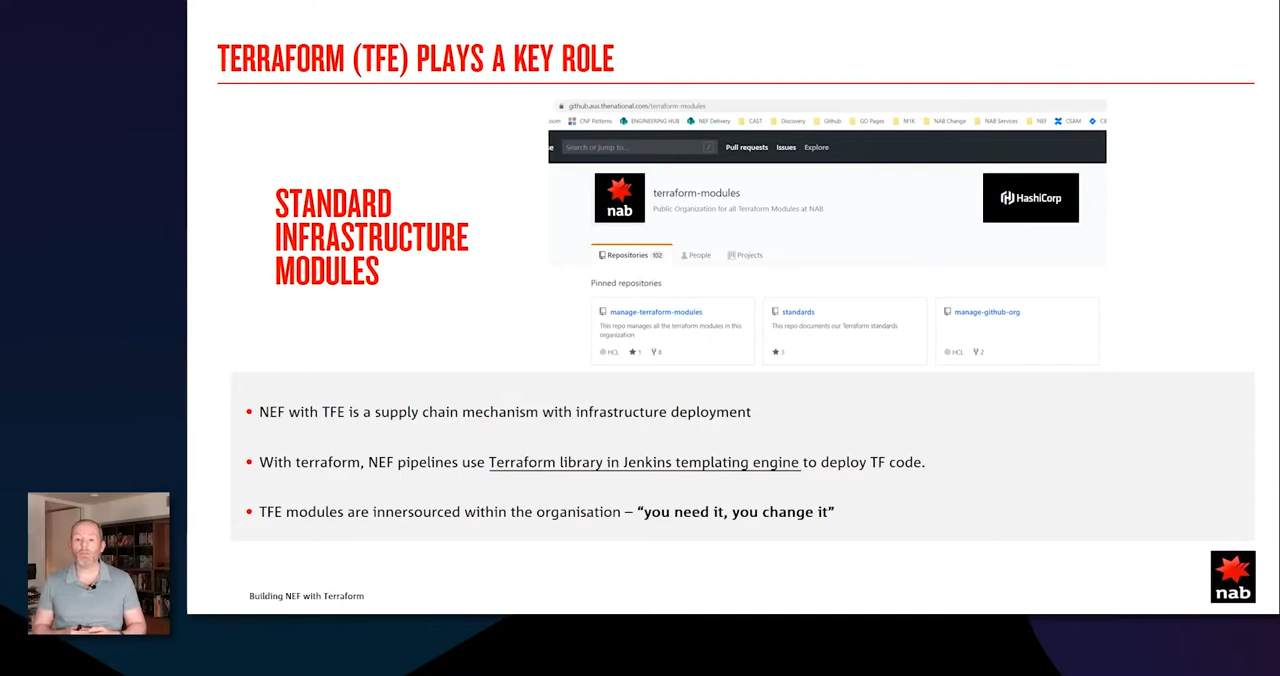 TERRAFORM (TFE) PLAYS A KEY ROLE
github.aus.thenational.com/terraform-modules
oom CNF Patterns ENGINEERING HUB NEF Delivery CAST Discovery Github GO Pages M1K NAB Change NAB Services NEF CSAM C3
se Search or jump to... / Pull requests Issues Explore
STANDARD
INFRASTRUCTURE
MODULES
nab
terraform-modules
Public Organization for all Terraform Modules at NAB
HashiCorp
Repositories 102 People Projects
Pinned repositories
manage-terraform-modules
This repo manages all the terraform modules in this
organization
HCL 1 8
standards
This repo documents our Terraform standards
3
manage-github-org
HCL 2
• NEF with TFE is a supply chain mechanism with infrastructure deployment
• With terraform, NEF pipelines use Terraform library in Jenkins templating engine to deploy TF code.
• TFE modules are innersourced within the organisation – “you need it, you change it”
Building NEF with Terraform
nab